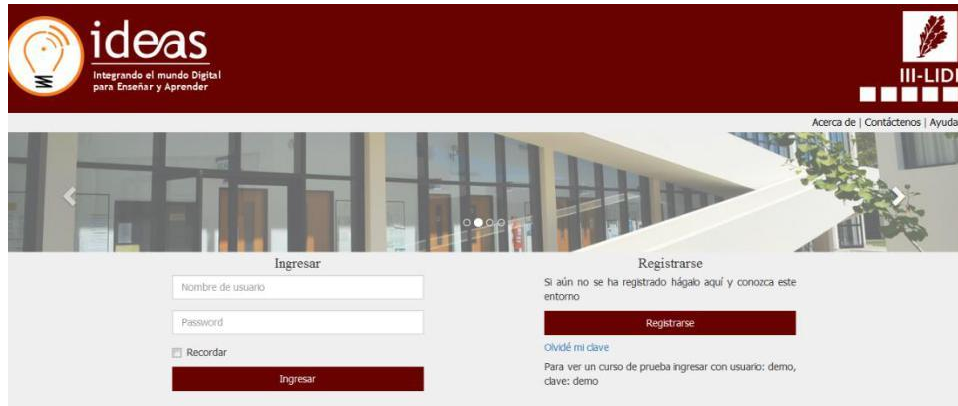 ideas
Integrando el mundo Digital
para Enseñar y Aprender
III-LIDI
Acerca de | Contáctenos | Ayuda
Ingresar
Nombre de usuario
Password
Recordar
Ingresar
Registrarse
Si aún no se ha registrado hágalo aquí y conozca este
entorno
Registrarse
Olvidé mi clave
Para ver un curso de prueba ingresar con usuario: demo,
clave: demo